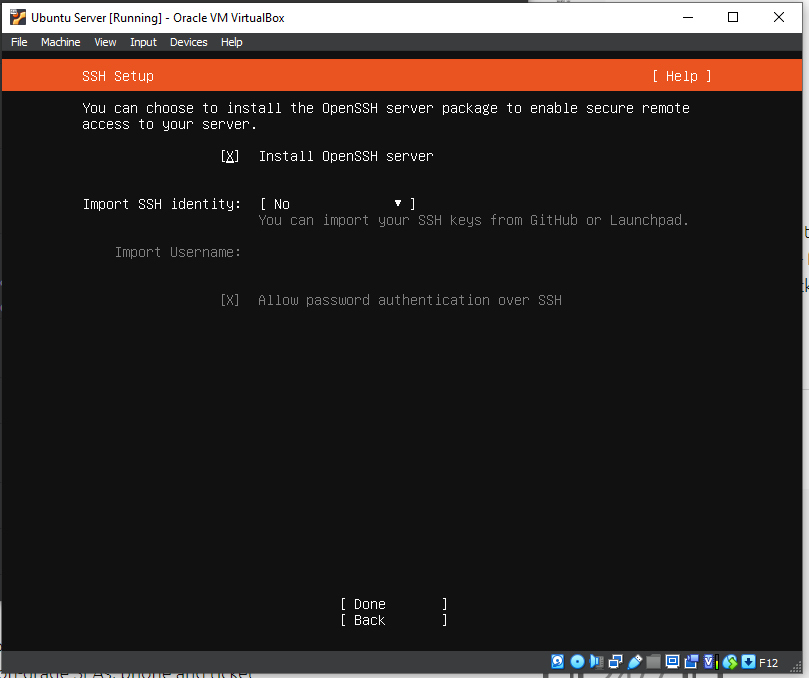 Ubuntu Server [Running] - Oracle VM VirtualBox
File Machine View Input Devices Help
SSH Setup [ Help ]
You can choose to install the OpenSSH server package to enable secure remote
access to your server.
[X] Install OpenSSH server
Import SSH identity: [ No ▼ ]
You can import your SSH keys from GitHub or Launchpad.
Import Username:
[X] Allow password authentication over SSH
[ Done ]
[ Back ]
F12